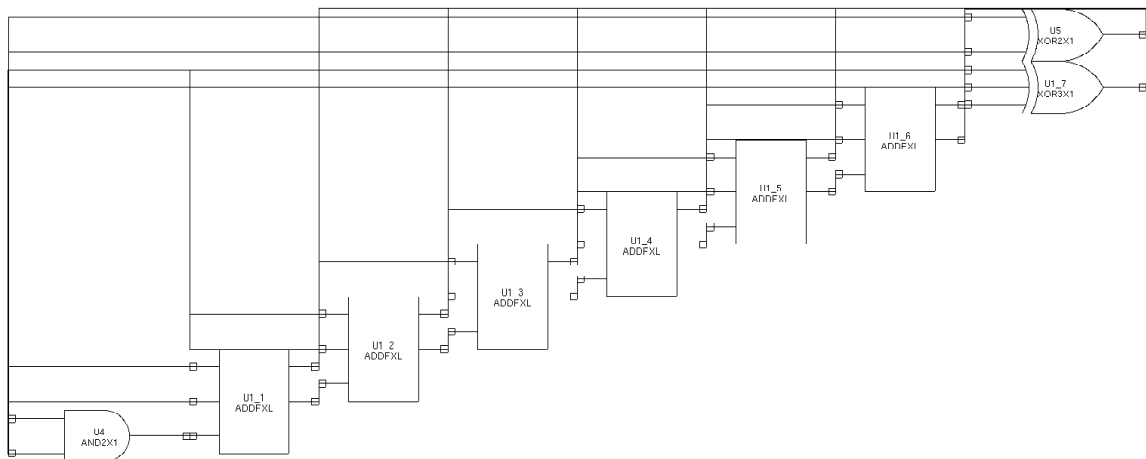 U5
XOR2X1
U1_7
XOR3X1
U1_6
ADDFXL
U1_5
ADDFXL
U1_4
ADDFXL
U1_3
ADDFXL
U1_2
ADDFXL
U1_1
ADDFXL
U4
AND2X1